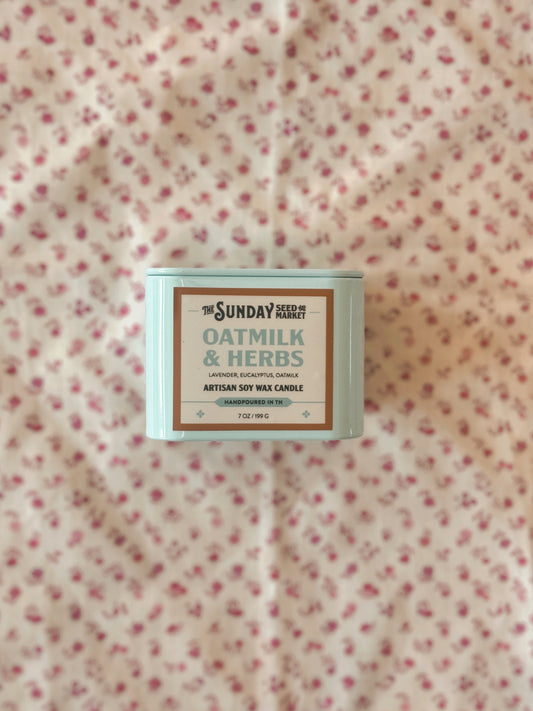 THE SUNDAY SEED MARKET
OATMILK
& HERBS
LAVENDER, EUCALYPTUS, OATMILK
ARTISAN SOY WAX CANDLE
HANDPOURED IN TN
7 OZ / 199 G